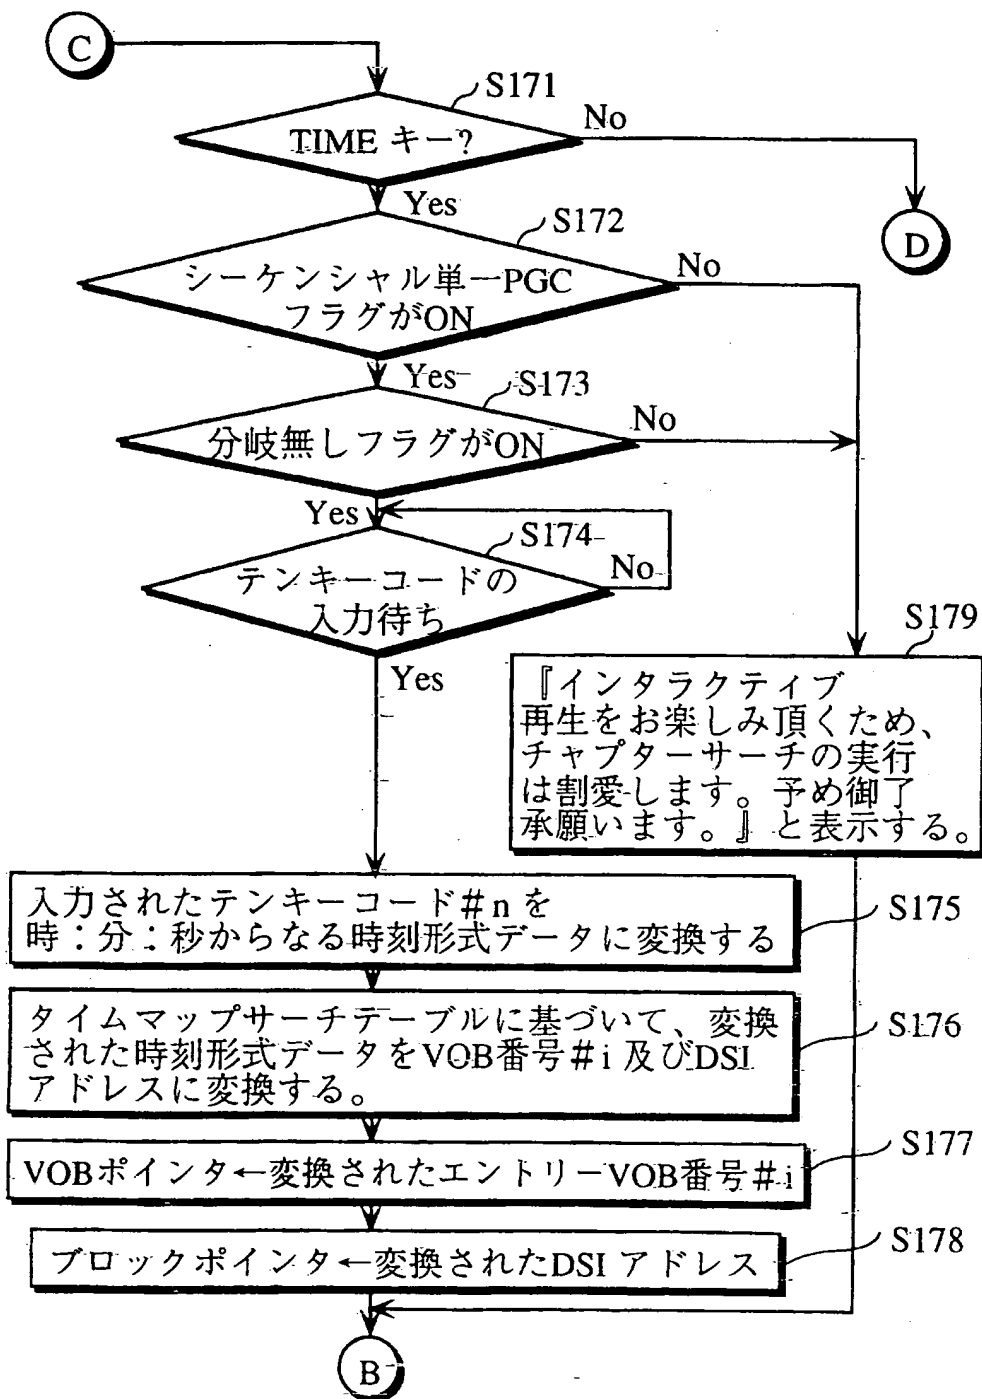 C
S171
TIME キー?
No
Yes
D
S172
シーケンシャル単一PGC
フラグがON
No
Yes
S173
分岐無しフラグがON
No
Yes
S174
テンキーコードの
入力待ち
No
Yes
S179
『インタラクティブ
再生をお楽しみ頂くため、
チャプターサーチの実行
は割愛します。予め御了
承願います。』と表示する。
入力されたテンキーコード#nを
時:分:秒からなる時刻形式データに変換する
S175
タイムマップサーチテーブルに基づいて、変換
された時刻形式データをVOB番号#i 及びDSI
アドレスに変換する。
S176
VOBポインタ←変換されたエントリーVOB番号#i
S177
ブロックポインタ←変換されたDSI アドレス
S178
B